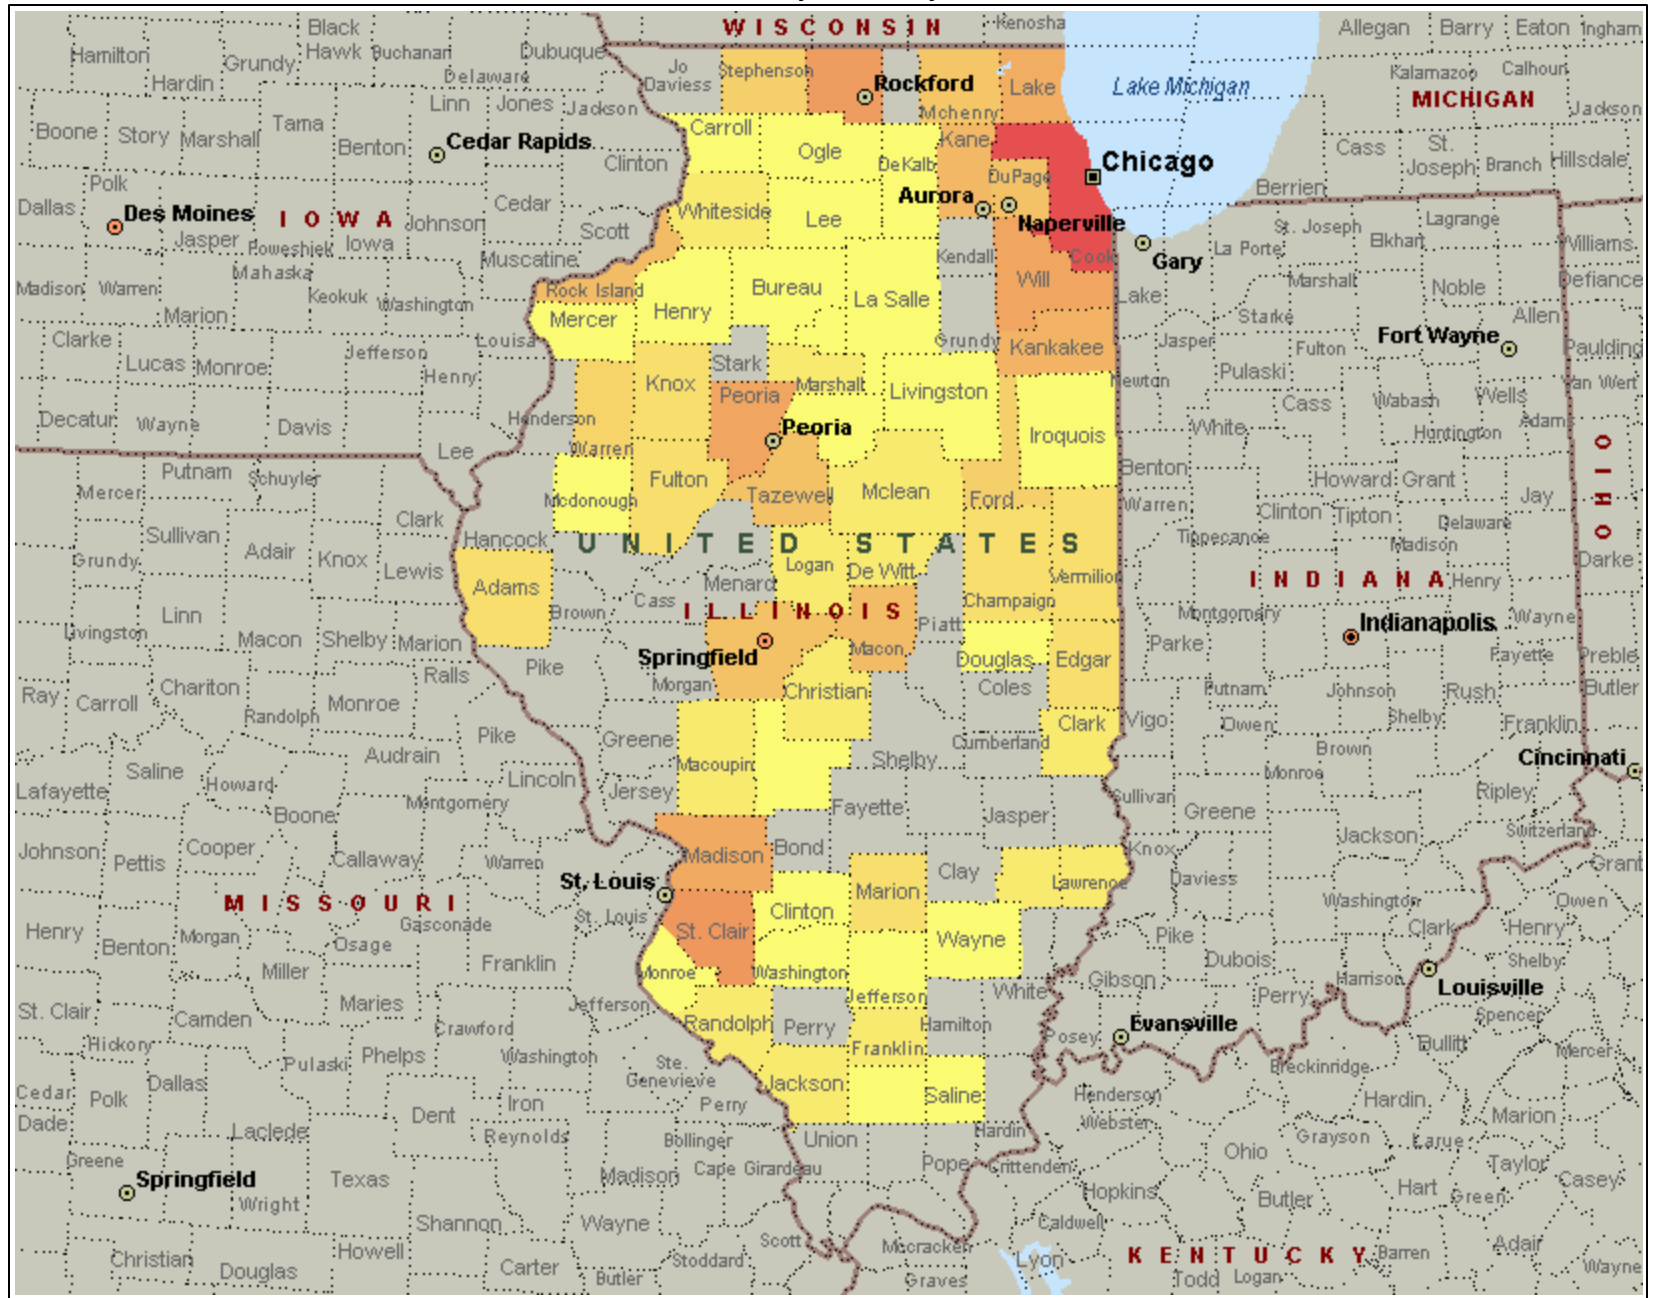 WISCONSIN
Kenosha
Black
Hawk
Hamilton
Grundy
Buchanan
Dubuque
Hardin
Delaware
Jo
Daviess
Stephenson
Rockford
Lake
Lake Michigan
Allegan
Barry
Eaton
Ingham
Kalamazoo
Calhoun
MICHIGAN
Jackson
Linn
Jones
Jackson
Mchenry
Boone
Story
Marshall
Tama
Benton
Cedar Rapids
Clinton
Carroll
Ogle
DeKalb
Kane
Chicago
Cass
St.
Joseph
Branch
Hillsdale
Polk
Dallas
Des Moines
IOWA
Johnson
Cedar
Scott
Whiteside
Lee
Aurora
DuPage
Naperville
Berrien
Jasper
Poweshiek
Iowa
Muscatine
Kendall
Cook
Gary
La Porte
St. Joseph
Elkhart
Lagrange
Williams
Madison
Warren
Mahaska
Keokuk
Washington
Rock Island
Henry
Bureau
La Salle
Will
Lake
Marshall
Noble
Defiance
Marion
Mercer
Louisa
Starke
Allen
Clarke
Lucas
Monroe
Jefferson
Henry
Stark
Grundy
Kankakee
Jasper
Fulton
Fort Wayne
Paulding
Knox
Peoria
Marshall
Livingston
Newton
Pulaski
Van Wert
Decatur
Wayne
Davis
Henderson
Peoria
Cass
Wabash
Wells
Adams
Lee
Warren
Iroquois
White
Huntington
OHIO
Putnam
Schuyler
Mercer
Fulton
Tazewell
Mclean
Ford
Benton
Howard
Grant
Jay
Mcdonough
Warren
Clinton
Tipton
Delaware
Clark
Sullivan
Hancock
UNITED STATES
Tippecanoe
Madison
Darke
Grundy
Adair
Knox
Lewis
Adams
Menard
Logan
De Witt
Vermilion
INDIANA
Henry
Linn
Brown
Cass
ILLINOIS
Champaign
Montgomery
Wayne
Livingston
Macon
Shelby
Marion
Piatt
Indianapolis
Springfield
Macon
Douglas
Edgar
Parke
Fayette
Preble
Ray
Carroll
Chariton
Ralls
Pike
Morgan
Christian
Coles
Putnam
Johnson
Rush
Butler
Randolph
Monroe
Pike
Greene
Clark
Vigo
Owen
Shelby
Franklin
Audrain
Cumberland
Brown
Cincinnati
Saline
Howard
Lincoln
Macoupin
Shelby
Monroe
Lafayette
Montgomery
Jersey
Fayette
Sullivan
Greene
Ripley
Boone
Jasper
Johnson
Pettis
Cooper
Callaway
Warren
Madison
Bond
Clay
Knox
Jackson
Switzerland
Grant
MISSOURI
St. Louis
Marion
Lawrence
Daviess
Washington
Owen
Henry
Benton
Morgan
Gasconade
Osage
St. Louis
St. Clair
Clinton
Wayne
Pike
Clark
Henry
Miller
Franklin
Monroe
Washington
Dubois
Gibson
Harrison
Shelby
St. Clair
Camden
Maries
Jefferson
Jefferson
White
Perry
Louisville
Hickory
Crawford
Randolph
Perry
Hamilton
Posey
Evansville
Spencer
Pulaski
Phelps
Washington
Franklin
Bullitt
Mercer
Cedar
Dade
Polk
Dallas
Ste.
Genevieve
Jackson
Saline
Breckinridge
Henderson
Webster
Hardin
Marion
Dent
Iron
Perry
Laclede
Reynolds
Bollinger
Union
Hardin
Ohio
Grayson
Larue
Greene
Springfield
Texas
Madison
Cape Girardeau
Pope
Crittenden
Taylor
Casey
Wright
Hopkins
Butler
Hart
Green
Shannon
Wayne
Caldwell
Christian
Douglas
Howell
Carter
Butler
Stoddard
Scott
Mccracken
Graves
Lyon
KENTUCKY
Todd
Logan
Barren
Adair
Wayne